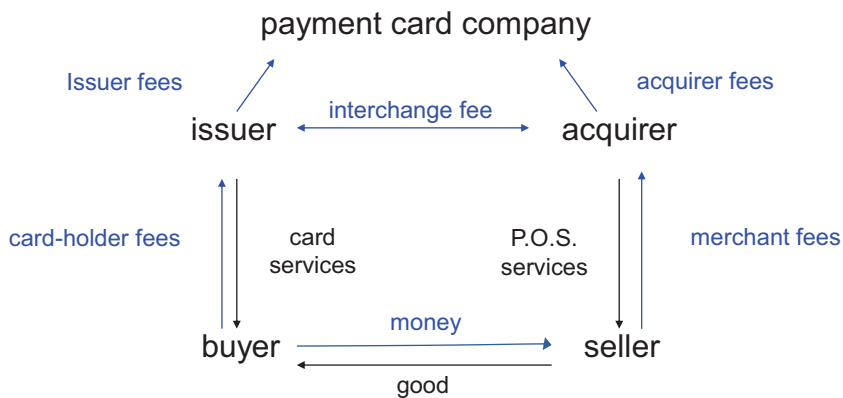 payment card company
Issuer fees
acquirer fees
interchange fee
issuer
acquirer
card-holder fees
card
services
P.O.S.
services
merchant fees
money
buyer
seller
good